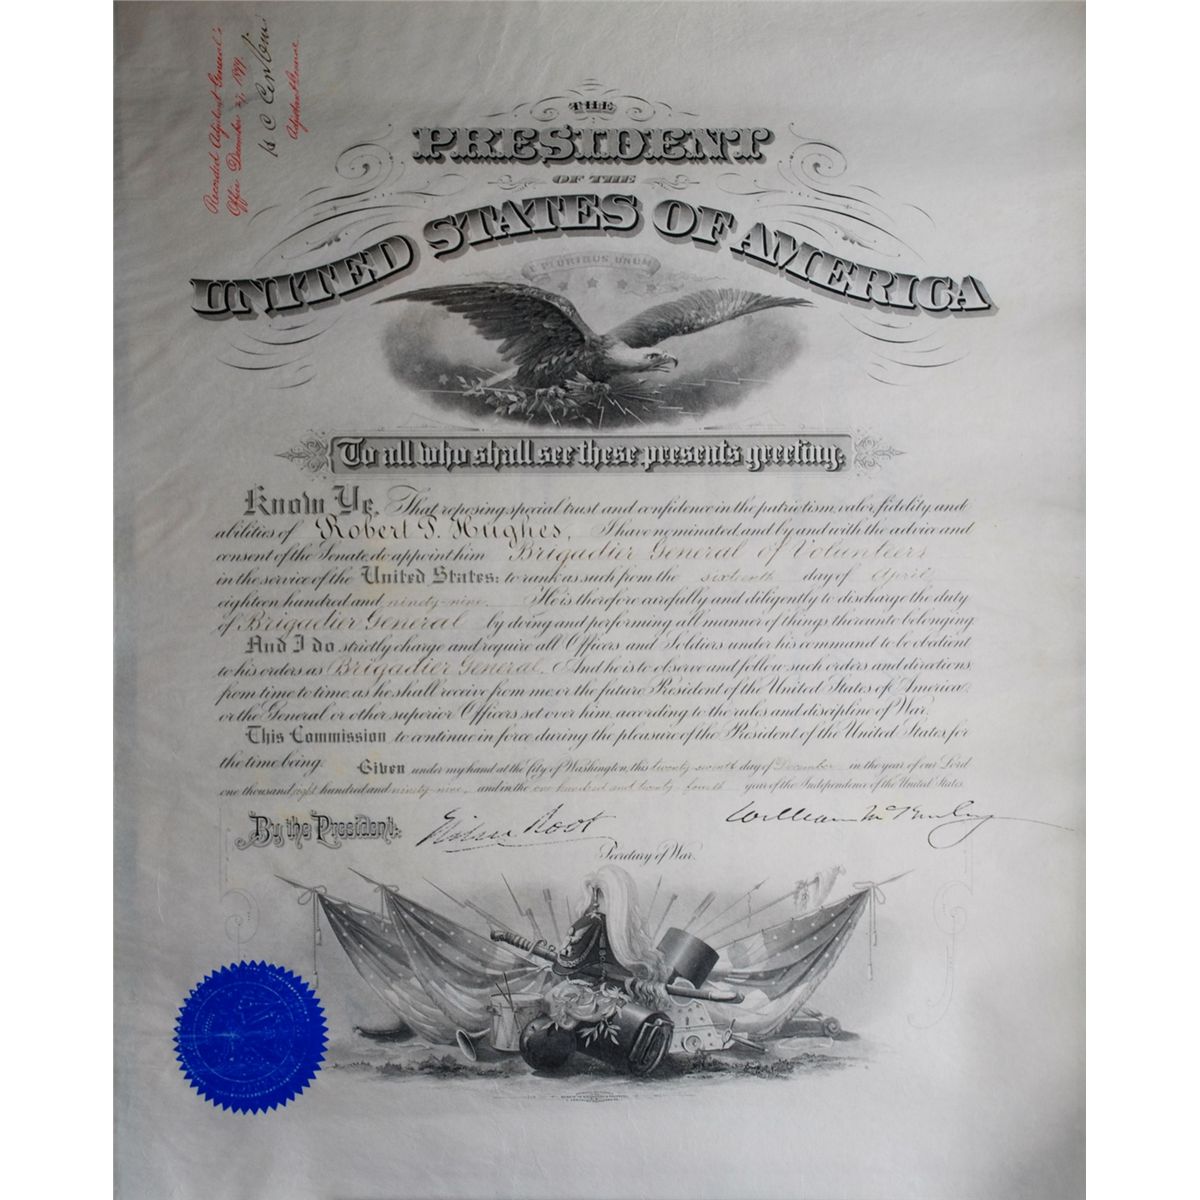 Recorded Adjutant General's
Office December 27, 1899.
H C Corbin
Adjutant General
THE
PRESIDENT
OF THE
UNITED STATES OF AMERICA
E PLURIBUS UNUM
To all who shall see these presents greeting:
Know Ye, That reposing special trust and confidence in the patriotism, valor, fidelity and
abilities of Robert P. Hughes, I have nominated, and by and with the advice and
consent of the Senate, do appoint him Brigadier General of Volunteers
in the service of the United States: to rank as such from the sixteenth day of April,
eighteen hundred and ninety-nine. He is therefore carefully and diligently to discharge the duty
of Brigadier General by doing and performing all manner of things thereunto belonging.
And I do strictly charge and require all Officers and Soldiers under his command to be obedient
to his orders as Brigadier General. And he is to observe and follow such orders and directions
from time to time, as he shall receive from me, or the future President of the United States of America,
or the General or other superior Officers set over him, according to the rules and discipline of War.
This Commission to continue in force during the pleasure of the President of the United States, for
the time being. Given under my hand at the City of Washington, this twenty-seventh day of December in the year of our Lord
one thousand eight hundred and ninety-nine, and in the one hundred and twenty-fourth year of the Independence of the United States.
By the President: Elihu Root William McKinley
Secretary of War.